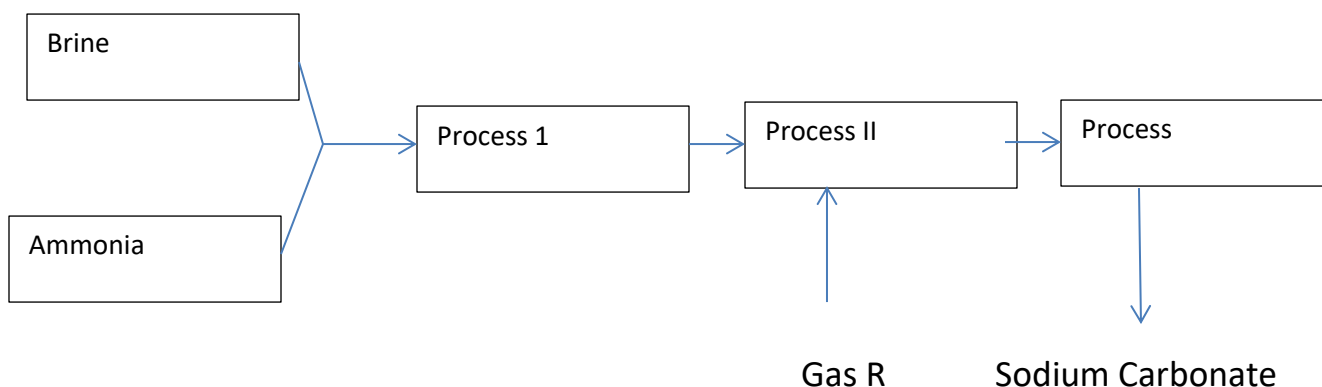 Brine
Ammonia
Process 1
Process II
Process
Gas R
Sodium Carbonate